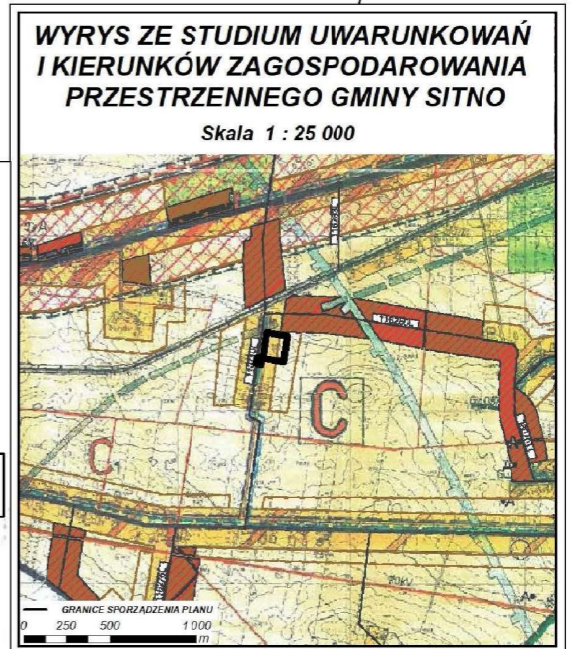 WYRYS ZE STUDIUM UWARUNKOWAŃ
I KIERUNKÓW ZAGOSPODAROWANIA
PRZESTRZENNEGO GMINY SITNO
Skala 1 : 25 000
116282L
C
C
GRANICE SPORZĄDZENIA PLANU
0 250 500 1 000
m